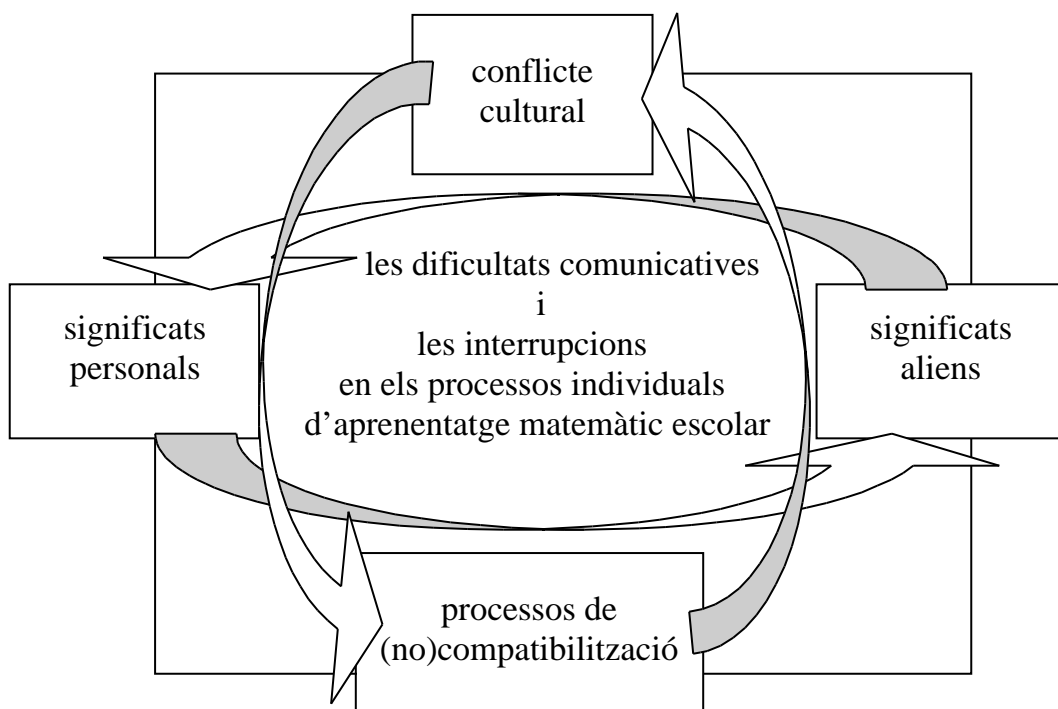 conflicte
cultural
les dificultats comunicatives
i
les interrupcions
en els processos individuals
d’aprenentatge matemàtic escolar
significats
personals
significats
aliens
processos de
(no)compatibilització